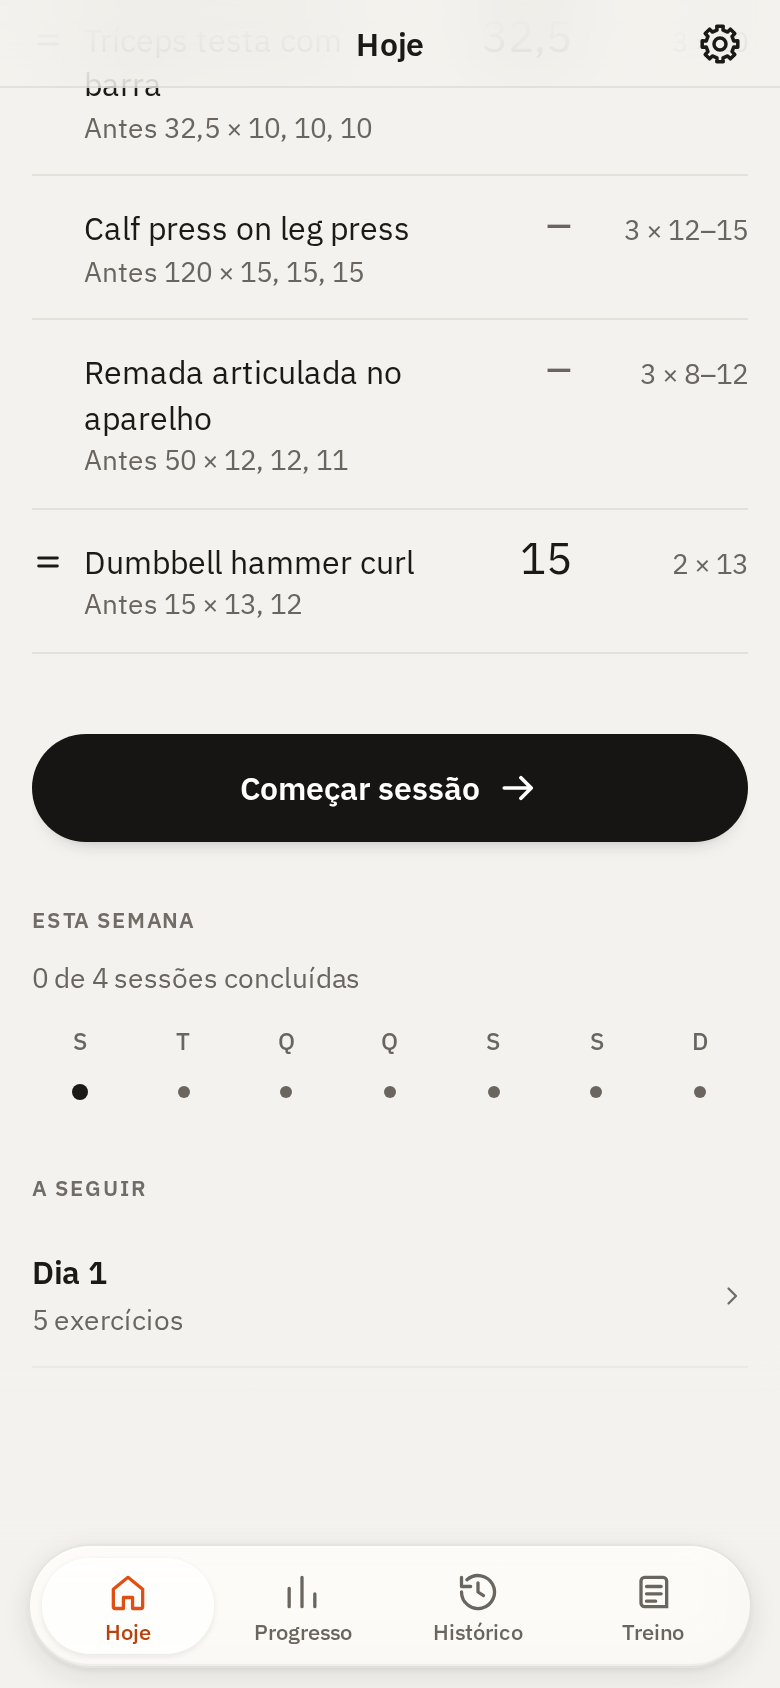 Hoje
= Triceps testa com 32,5
barra
Antes 32,5 × 10, 10, 10
Calf press on leg press – 3 × 12–15
Antes 120 × 15, 15, 15
Remada articulada no – 3 × 8–12
aparelho
Antes 50 × 12, 12, 11
= Dumbbell hammer curl 15 2 × 13
Antes 15 × 13, 12
Começar sessão →
ESTA SEMANA
0 de 4 sessões concluídas
S T Q Q S S D
A SEGUIR
Dia 1
5 exercícios
Hoje Progresso Histórico Treino